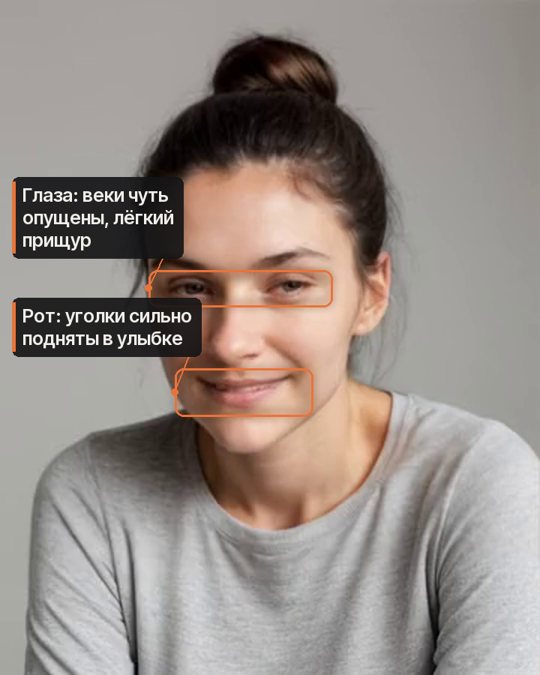 Глаза: веки чуть
опущены, лёгкий
прищур
Рот: уголки сильно
подняты в улыбке